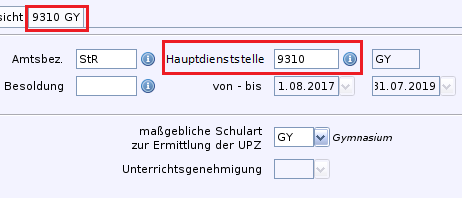 sicht 9310 GY
Amtsbez. StR Hauptdienststelle 9310 GY
Besoldung von - bis 1.08.2017 31.07.2019
maßgebliche Schulart GY Gymnasium
zur Ermittlung der UPZ
Unterrichtsgenehmigung